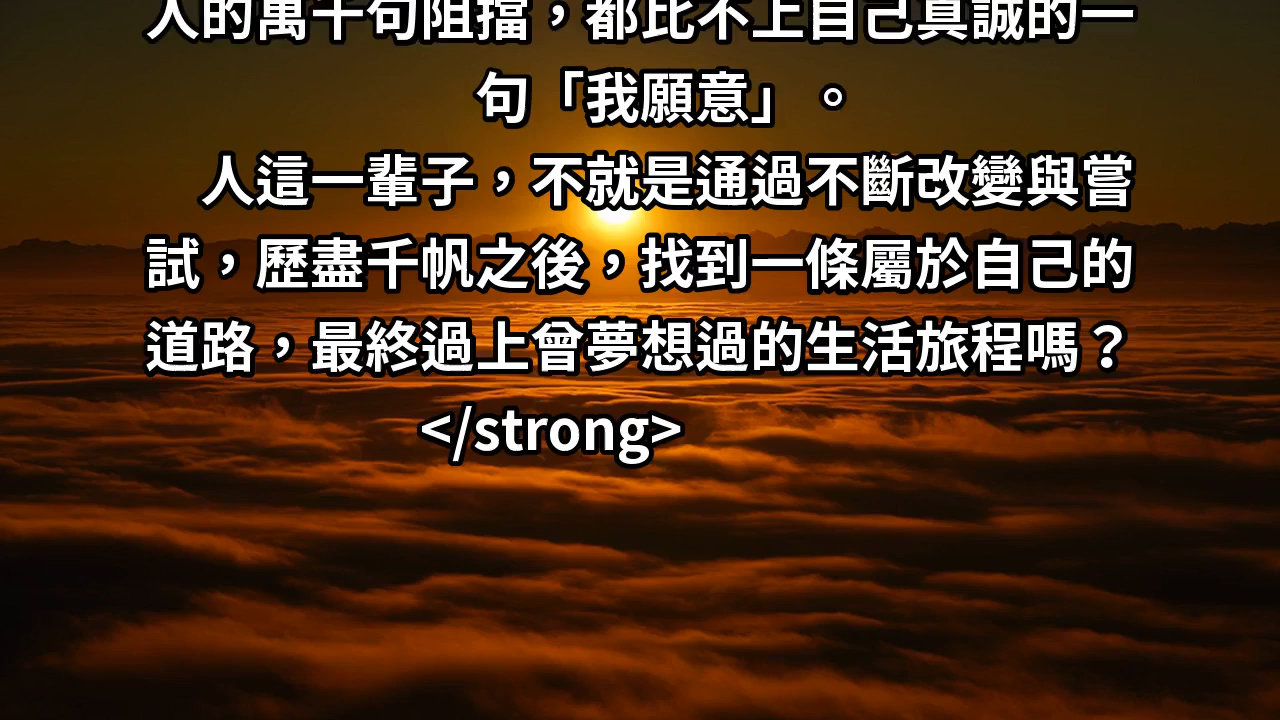 人的萬千句阻擋，都比不上自己真誠的一
句「我願意」。
人這一輩子，不就是通過不斷改變與嘗
試，歷盡千帆之後，找到一條屬於自己的
道路，最終過上曾夢想過的生活旅程嗎？
</strong>